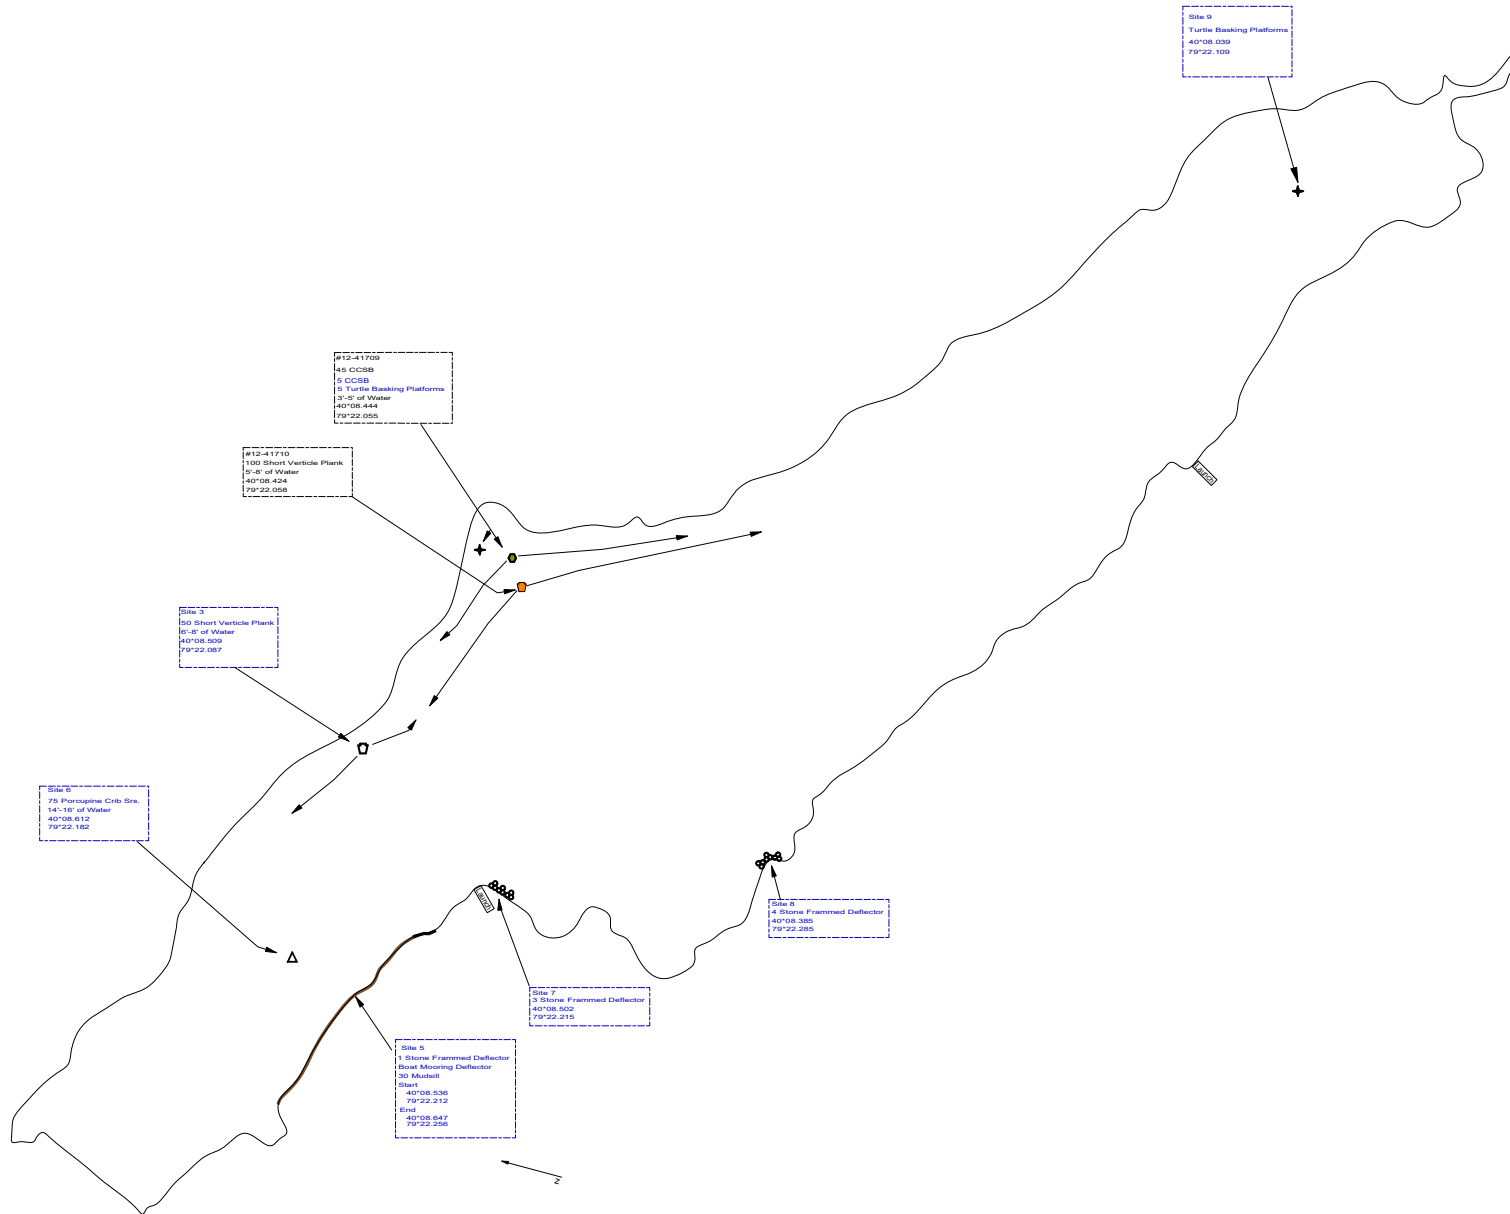 Site 9
Turtle Basking Platforms
40°08.039
79°22.109
#12-41709
45 CCSB
5 CCSB
5 Turtle Basking Platforms
3'-5' of Water
40°08.444
79°22.055
#12-41710
100 Short Verticle Plank
5'-8' of Water
40°08.424
79°22.058
Launch
Site 3
50 Short Verticle Plank
6'-8' of Water
40°08.509
79°22.087
Site 6
75 Porcupine Crib Srs.
14'-16' of Water
40°08.612
79°22.182
Launch
Site 8
4 Stone Frammed Deflector
40°08.385
79°22.285
Site 7
3 Stone Frammed Deflector
40°08.502
79°22.215
Site 5
1 Stone Frammed Deflector
Boat Mooring Deflector
30 Mudsill
Start
40°08.536
79°22.212
End
40°08.647
79°22.256
N